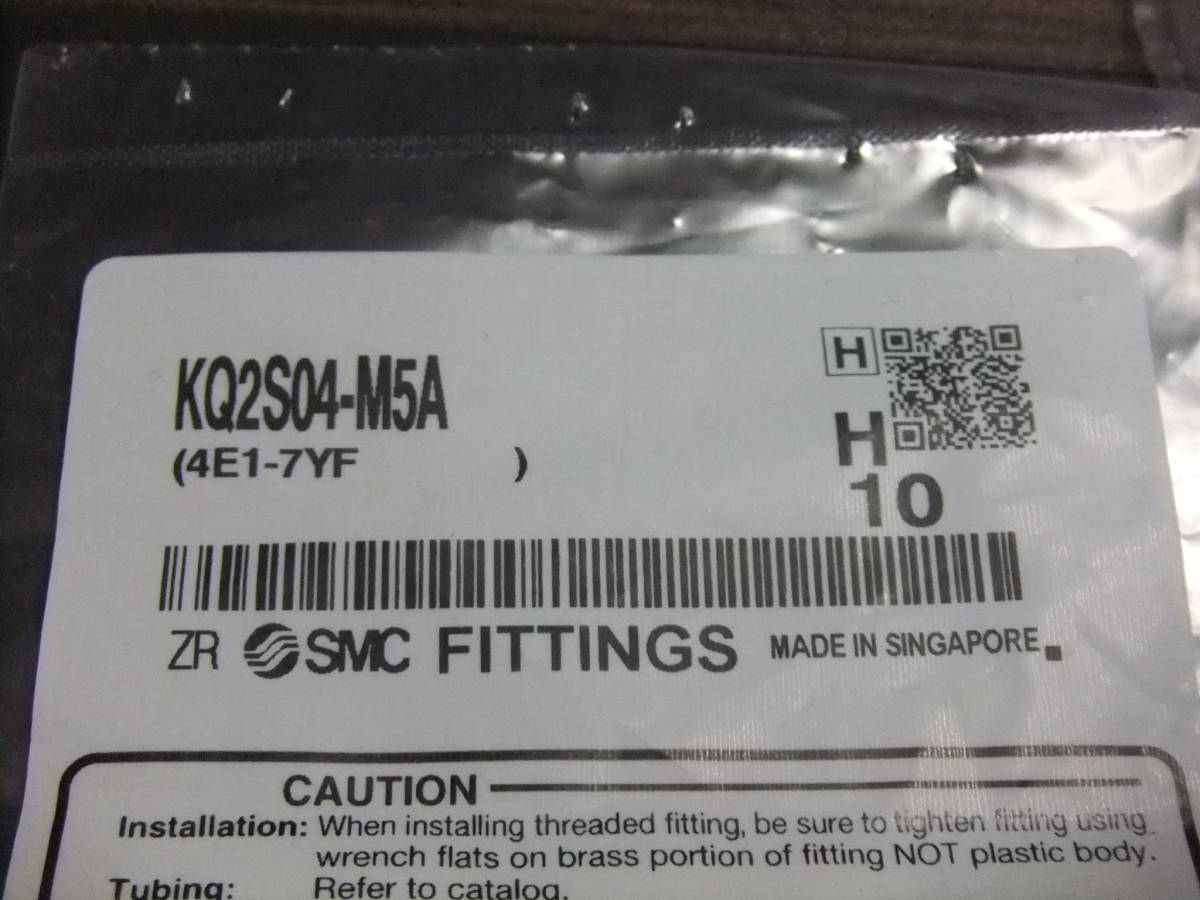 KQ2S04-M5A
(4E1-7YF )
H
H
10
ZR SMC FITTINGS MADE IN SINGAPORE.
CAUTION
Installation: When installing threaded fitting, be sure to tighten fitting using
wrench flats on brass portion of fitting NOT plastic body.
Tubing: Refer to catalog.